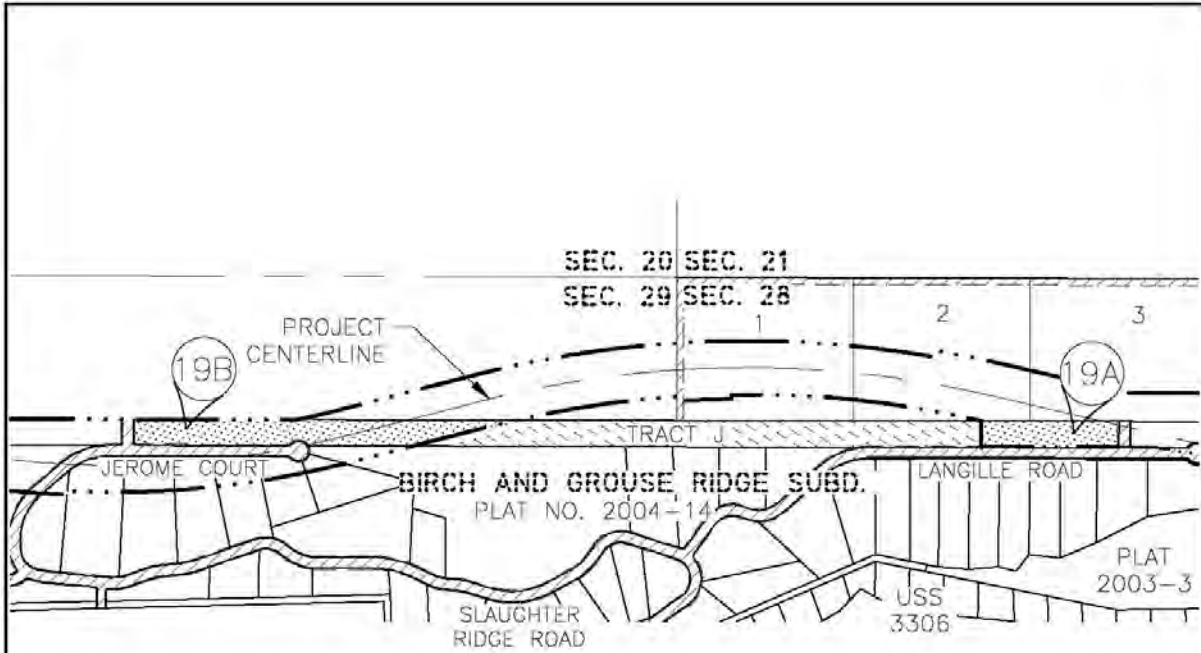 SEC. 20 SEC. 21
SEC. 29 SEC. 28
PROJECT
CENTERLINE
1
2
3
19B
19A
TRACT J
JEROME COURT
LANGILLE ROAD
BIRCH AND GROUSE RIDGE SUBD.
PLAT NO. 2004-14
PLAT
2003-3
USS
3306
SLAUGHTER
RIDGE ROAD